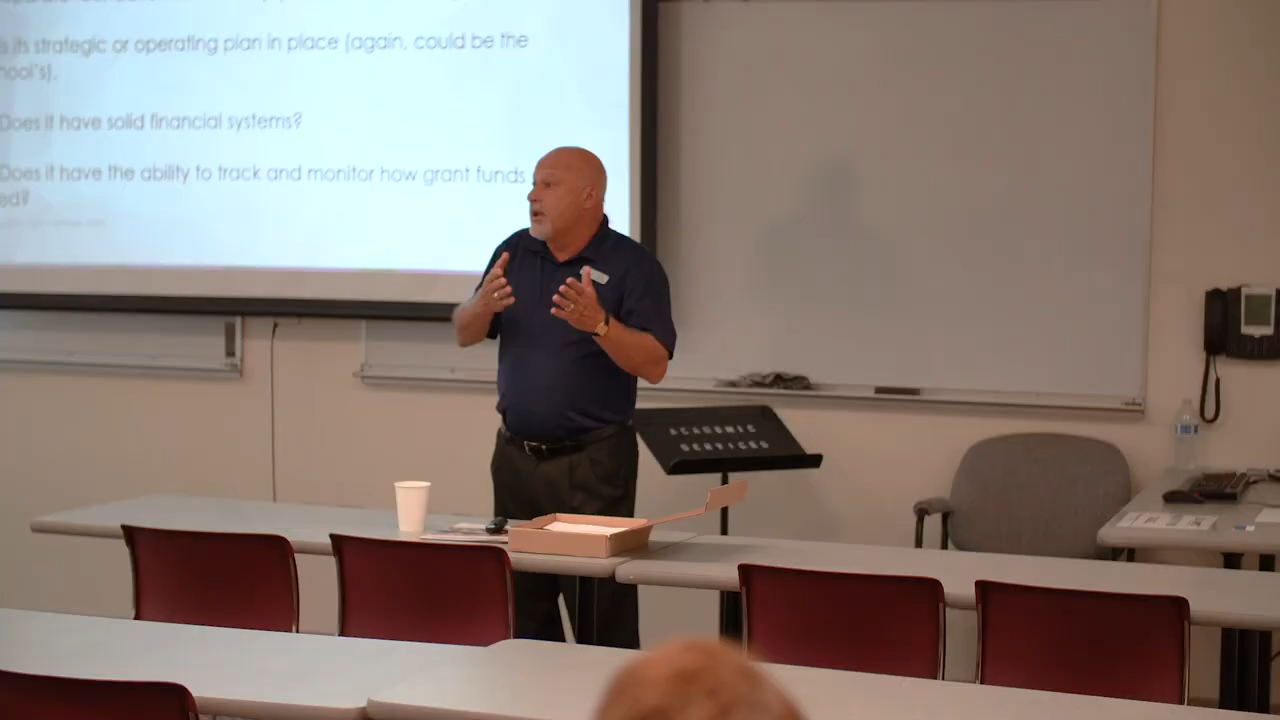 s its strategic or operating plan in place (again, could be the
hool's).
Does it have solid financial systems?
Does it have the ability to track and monitor how grant funds
ed?
ACADEMIC
SERVICES